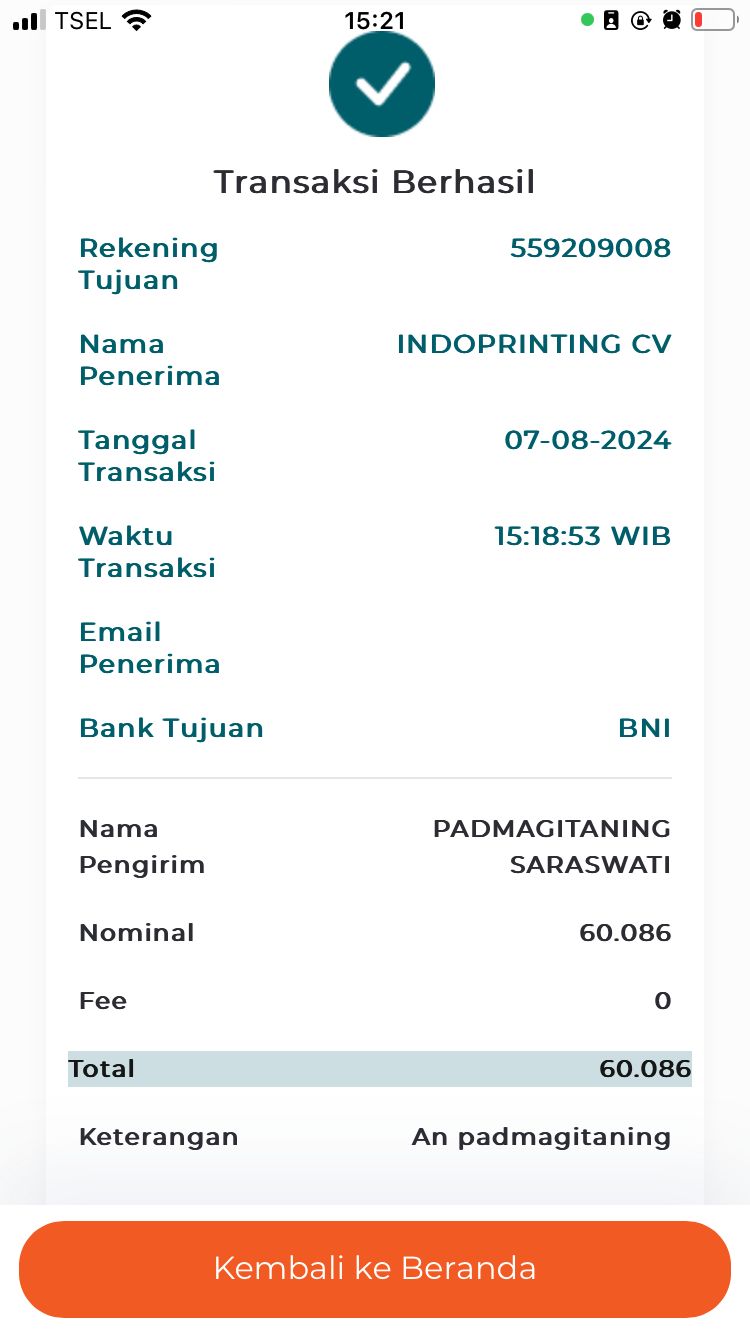 TSEL 15:21
Transaksi Berhasil
Rekening 559209008
Tujuan
Nama INDOPRINTING CV
Penerima
Tanggal 07-08-2024
Transaksi
Waktu 15:18:53 WIB
Transaksi
Email
Penerima
Bank Tujuan BNI
Nama PADMAGITANING
Pengirim SARASWATI
Nominal 60.086
Fee 0
Total 60.086
Keterangan An padmagitaning
Kembali ke Beranda